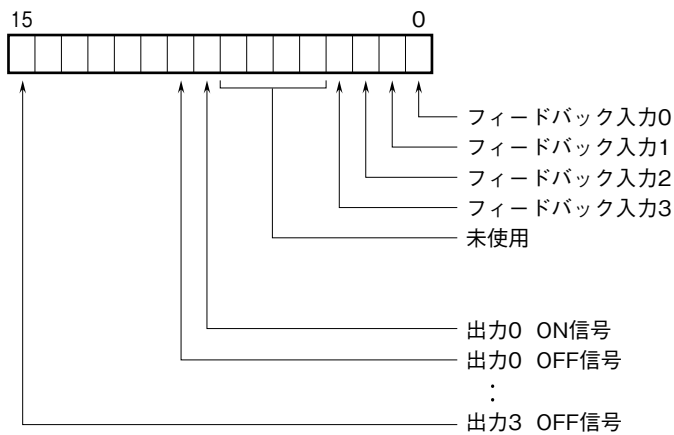 15 0
フィードバック入力0
フィードバック入力1
フィードバック入力2
フィードバック入力3
未使用
出力0 ON信号
出力0 OFF信号
:
出力3 OFF信号